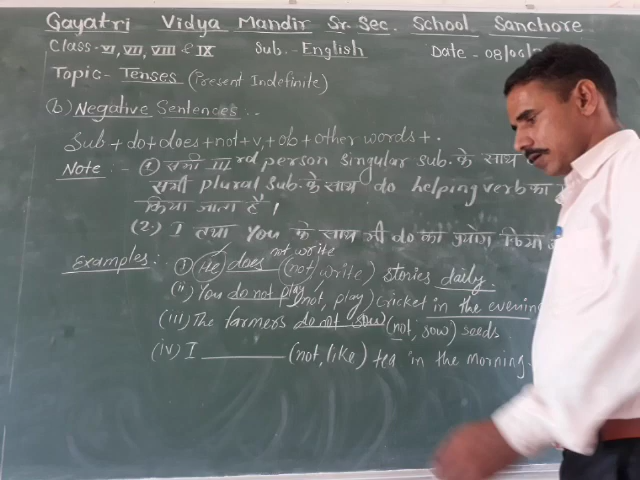 Gayatri Vidya Mandir Sr. Sec. School Sanchore
Class - VI, VII, VIII & IX Sub. - English Date - 08/06/
Topic - Tenses (Present Indefinite)
(b) Negative Sentences :-
Sub + do + does + not + v1 + ob + other words + .
Note :- (1) सभी III rd person singular sub. के साथ
सभी plural sub. के साथ do helping verb का
किया जाता है।
(2.) I तथा You के साथ भी do का प्रयोग किया
not write
Examples :- (i) He does (not write) stories daily.
(ii) You do not play (not, play) cricket in the evening
(iii) The farmers do not sow (not, sow) seeds.
(iv) I ________ (not, like) tea in the morning.